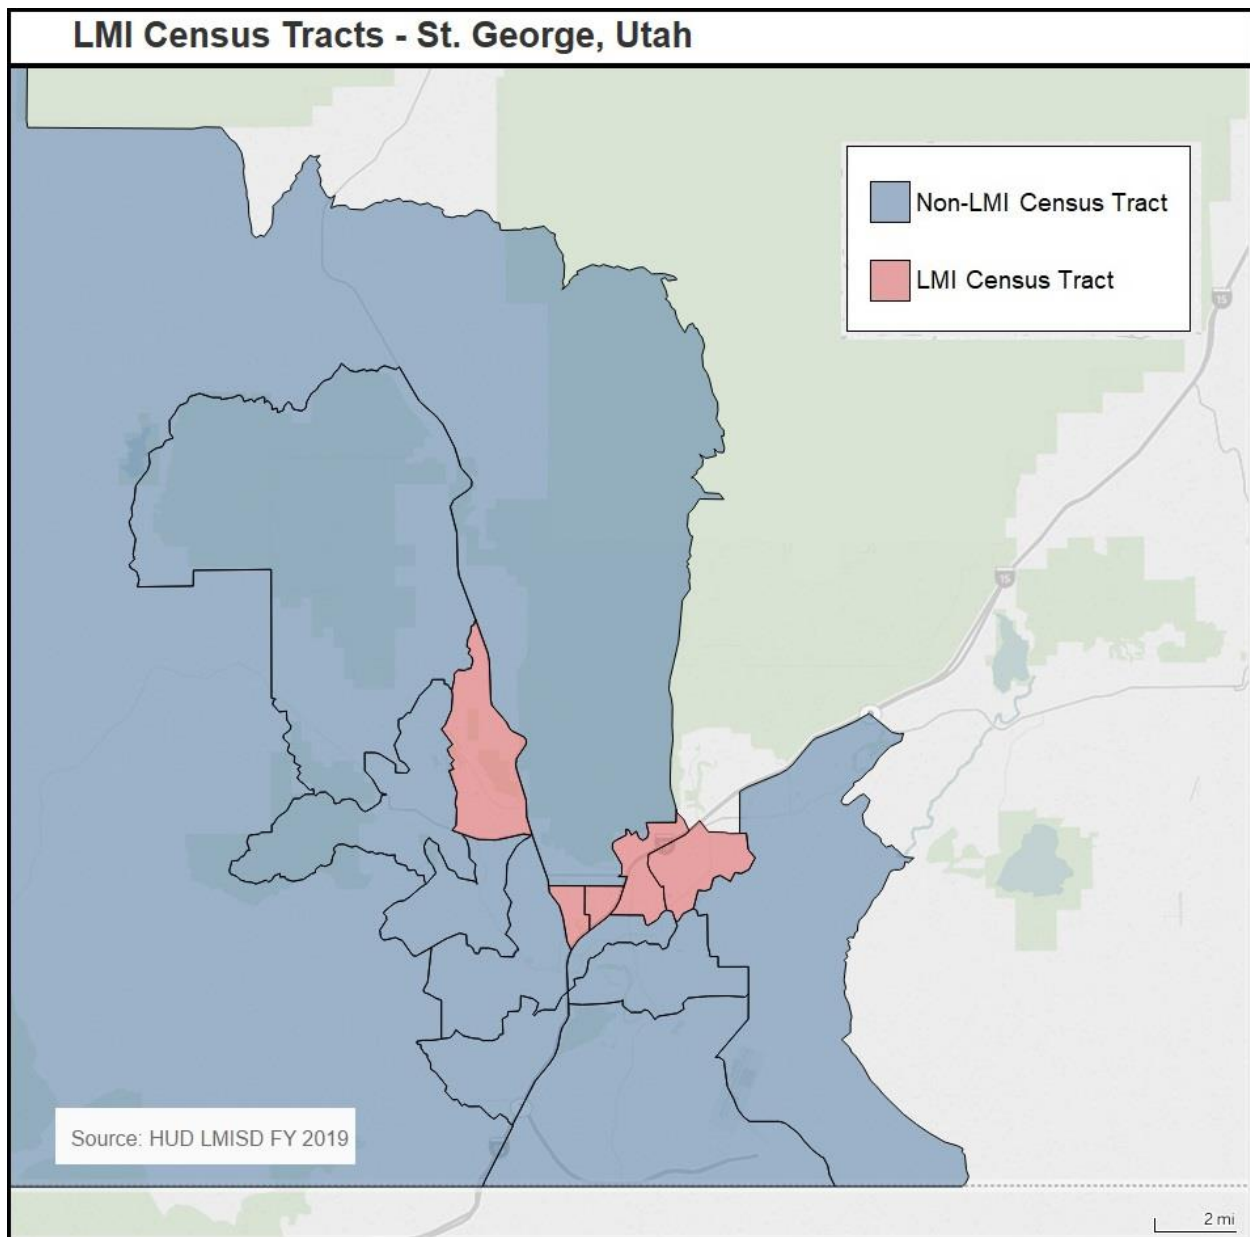 LMI Census Tracts - St. George, Utah
Non-LMI Census Tract
LMI Census Tract
15
15
Source: HUD LMISD FY 2019
2 mi